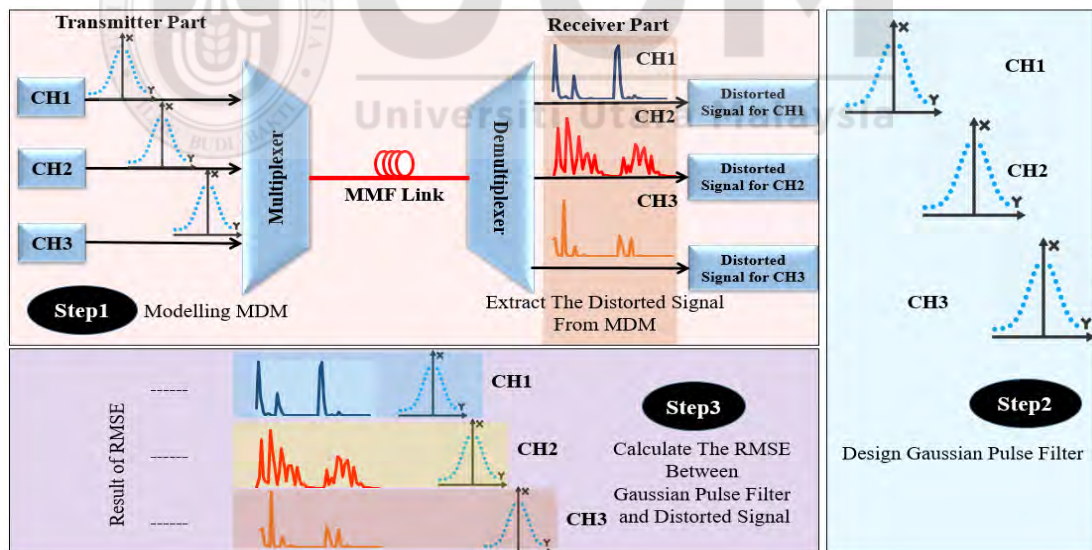 Transmitter Part
Receiver Part
X
Y
X
Y
X
Y
CH1
CH2
CH3
Multiplexer
MMF Link
Demultiplexer
CH1
CH2
CH3
Distorted
Signal for CH1
Distorted
Signal for CH2
Distorted
Signal for CH3
Step1
Modelling MDM
Extract The Distorted Signal
From MDM
X
Y
CH1
X
Y
CH2
X
Y
CH3
Step2
Design Gaussian Pulse Filter
Result of RMSE
------
------
------
X
Y
CH1
X
Y
CH2
X
Y
CH3
Step3
Calculate The RMSE
Between
Gaussian Pulse Filter
and Distorted Signal
UUM
Universiti Utara Malaysia